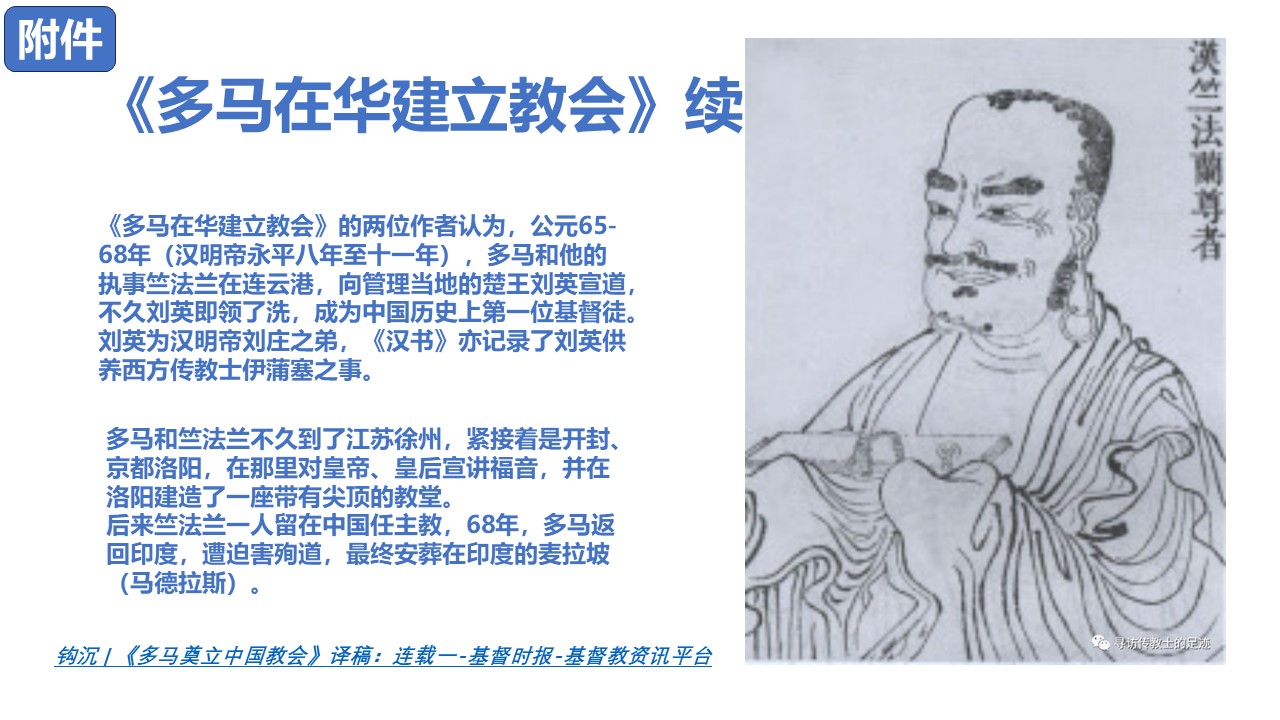 附件
《多马在华建立教会》续
《多马在华建立教会》的两位作者认为，公元65-
68年（汉明帝永平八年至十一年），多马和他的
执事竺法兰在连云港，向管理当地的楚王刘英宣道，
不久刘英即领了洗，成为中国历史上第一位基督徒。
刘英为汉明帝刘庄之弟，《汉书》亦记录了刘英供
养西方传教士伊蒲塞之事。
多马和竺法兰不久到了江苏徐州，紧接着是开封、
京都洛阳，在那里对皇帝、皇后宣讲福音，并在
洛阳建造了一座带有尖顶的教堂。
后来竺法兰一人留在中国任主教，68年，多马返
回印度，遭迫害殉道，最终安葬在印度的麦拉坡
（马德拉斯）。
钩沉 | 《多马奠立中国教会》译稿：连载一-基督时报-基督教资讯平台
漢竺法蘭尊者
寻访传教士的足迹